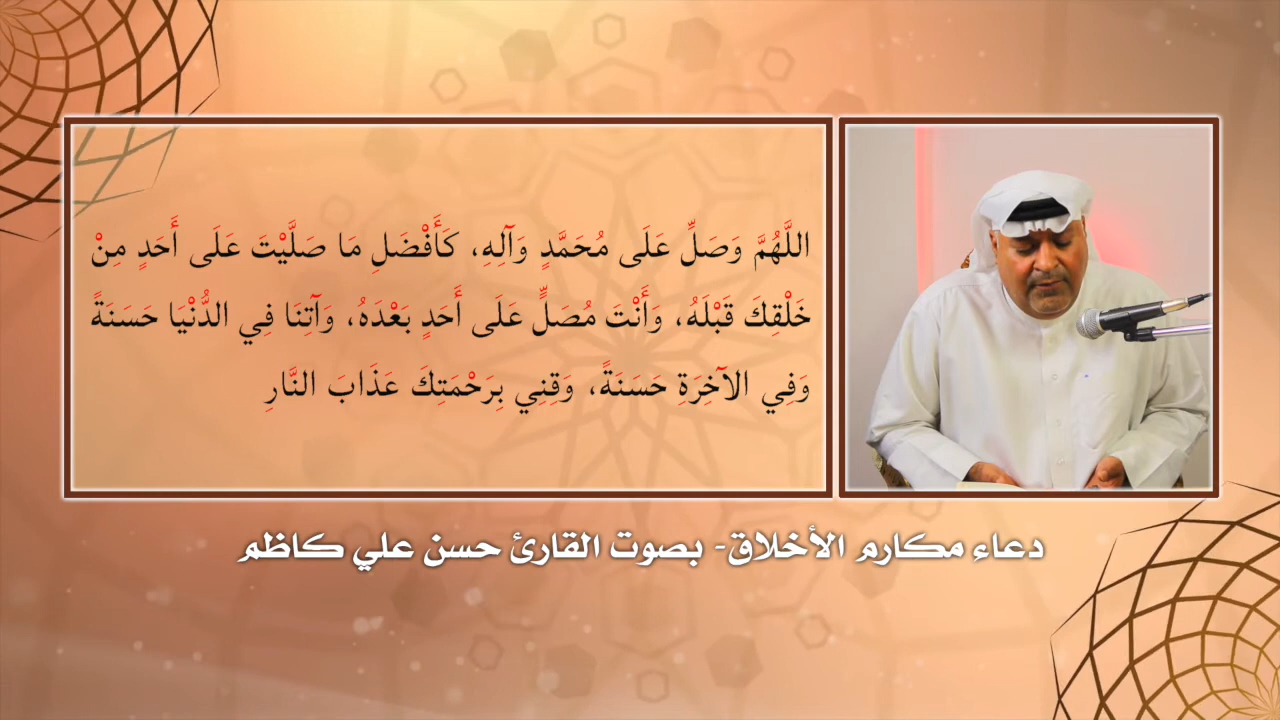 اللَّهُمَّ وَصَلِّ عَلَى مُحَمَّدٍ وَآلِهِ، كَأَفْضَلِ مَا صَلَّيْتَ عَلَى أَحَدٍ مِنْ
خَلْقِكَ قَبْلَهُ، وَأَنْتَ مُصَلٍّ عَلَى أَحَدٍ بَعْدَهُ، وَآتِنَا فِي الدُّنْيَا حَسَنَةً
وَفِي الآخِرَةِ حَسَنَةً، وَقِنِي بِرَحْمَتِكَ عَذَابَ النَّارِ
دعاء مكارم الأخلاق- بصوت القارئ حسن علي كاظم